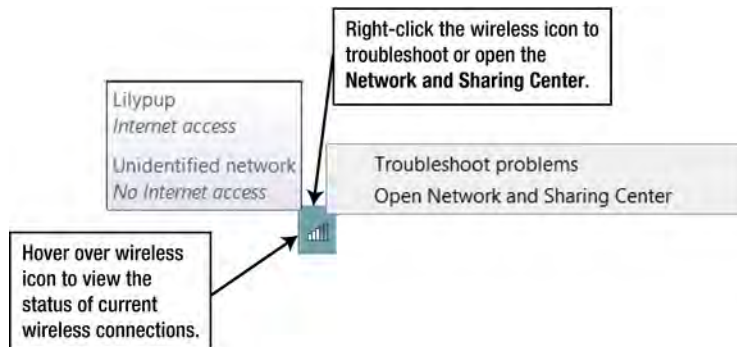 Right-click the wireless icon to
troubleshoot or open the
Network and Sharing Center.
Lilypup
Internet access
Unidentified network
No Internet access
Troubleshoot problems
Open Network and Sharing Center
Hover over wireless
icon to view the
status of current
wireless connections.